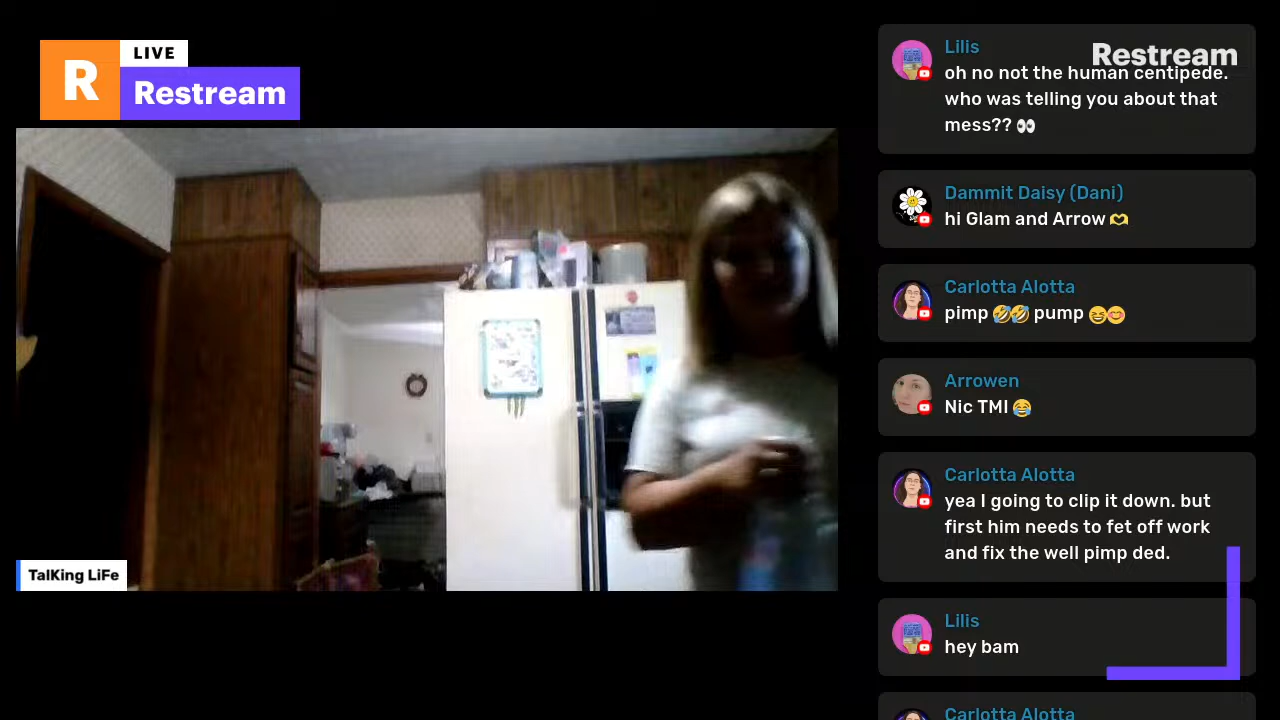 R
LIVE
Restream
TalKing LiFe
Restream
Lilis
oh no not the human centipede.
who was telling you about that
mess?? 👀
Dammit Daisy (Dani)
hi Glam and Arrow 🫶
Carlotta Alotta
pimp 🤣🤣 pump 😆😊
Arrowen
Nic TMI 😂
Carlotta Alotta
yea I going to clip it down. but
first him needs to fet off work
and fix the well pimp ded.
Lilis
hey bam
Carlotta Alotta